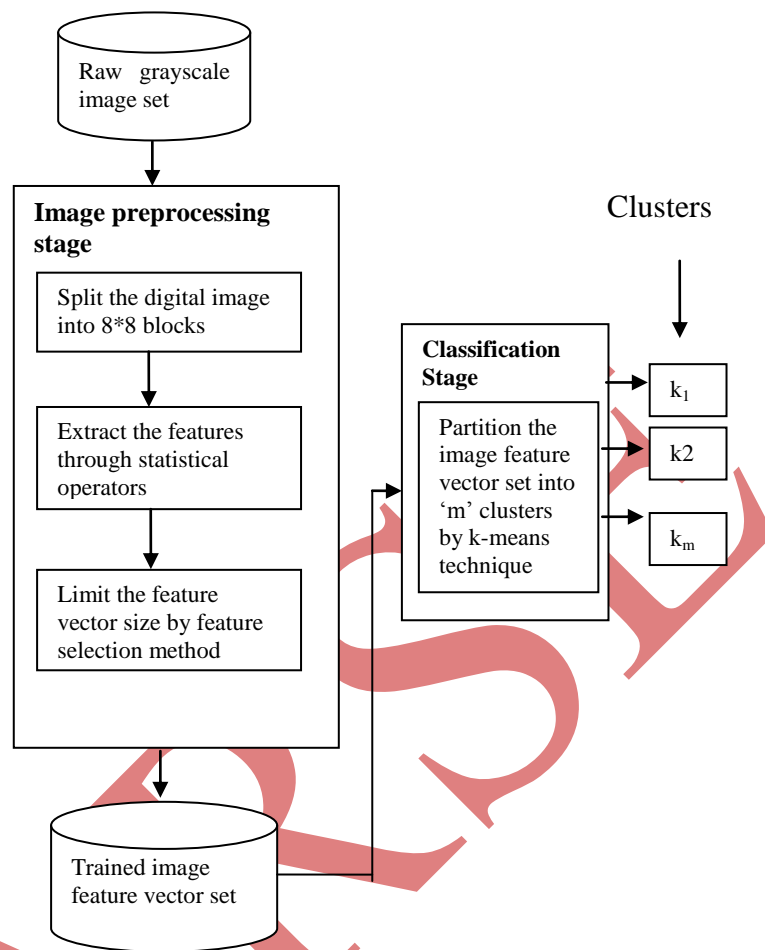 Raw grayscale
image set
Image preprocessing
stage
Split the digital image
into 8*8 blocks
Extract the features
through statistical
operators
Limit the feature
vector size by feature
selection method
Trained image
feature vector set
Classification
Stage
Partition the
image feature
vector set into
‘m’ clusters
by k-means
technique
Clusters
k₁
k2
kₘ